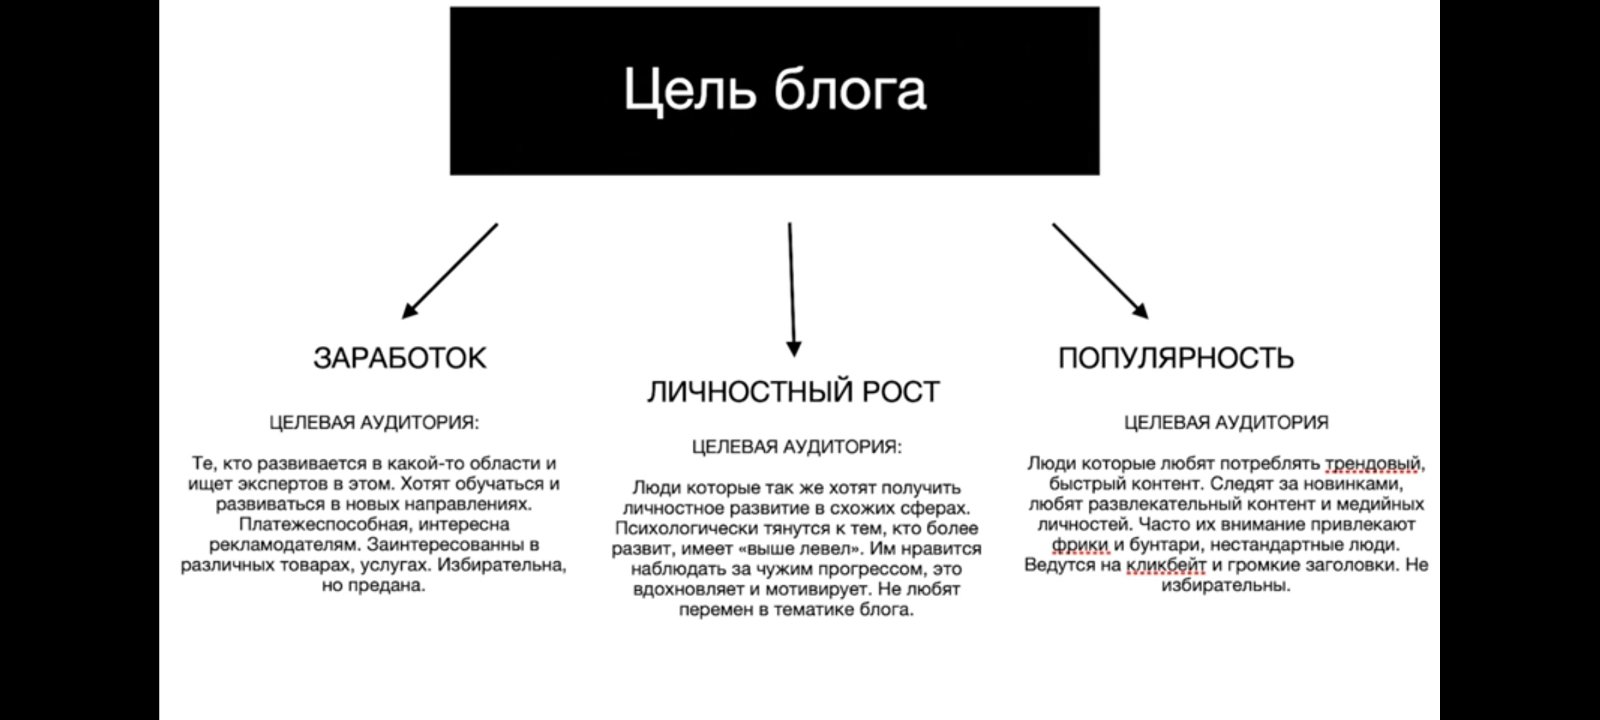 Цель блога
ЗАРАБОТОК
ЦЕЛЕВАЯ АУДИТОРИЯ:
Те, кто развивается в какой-то области и
ищет экспертов в этом. Хотят обучаться и
развиваться в новых направлениях.
Платежеспособная, интересна
рекламодателям. Заинтересованны в
различных товарах, услугах. Избирательна,
но предана.
ЛИЧНОСТНЫЙ РОСТ
ЦЕЛЕВАЯ АУДИТОРИЯ:
Люди которые так же хотят получить
личностное развитие в схожих сферах.
Психологически тянутся к тем, кто более
развит, имеет «выше левел». Им нравится
наблюдать за чужим прогрессом, это
вдохновляет и мотивирует. Не любят
перемен в тематике блога.
ПОПУЛЯРНОСТЬ
ЦЕЛЕВАЯ АУДИТОРИЯ
Люди которые любят потреблять трендовый,
быстрый контент. Следят за новинками,
любят развлекательный контент и медийных
личностей. Часто их внимание привлекают
фрики и бунтари, нестандартные люди.
Ведутся на кликбейт и громкие заголовки. Не
избирательны.